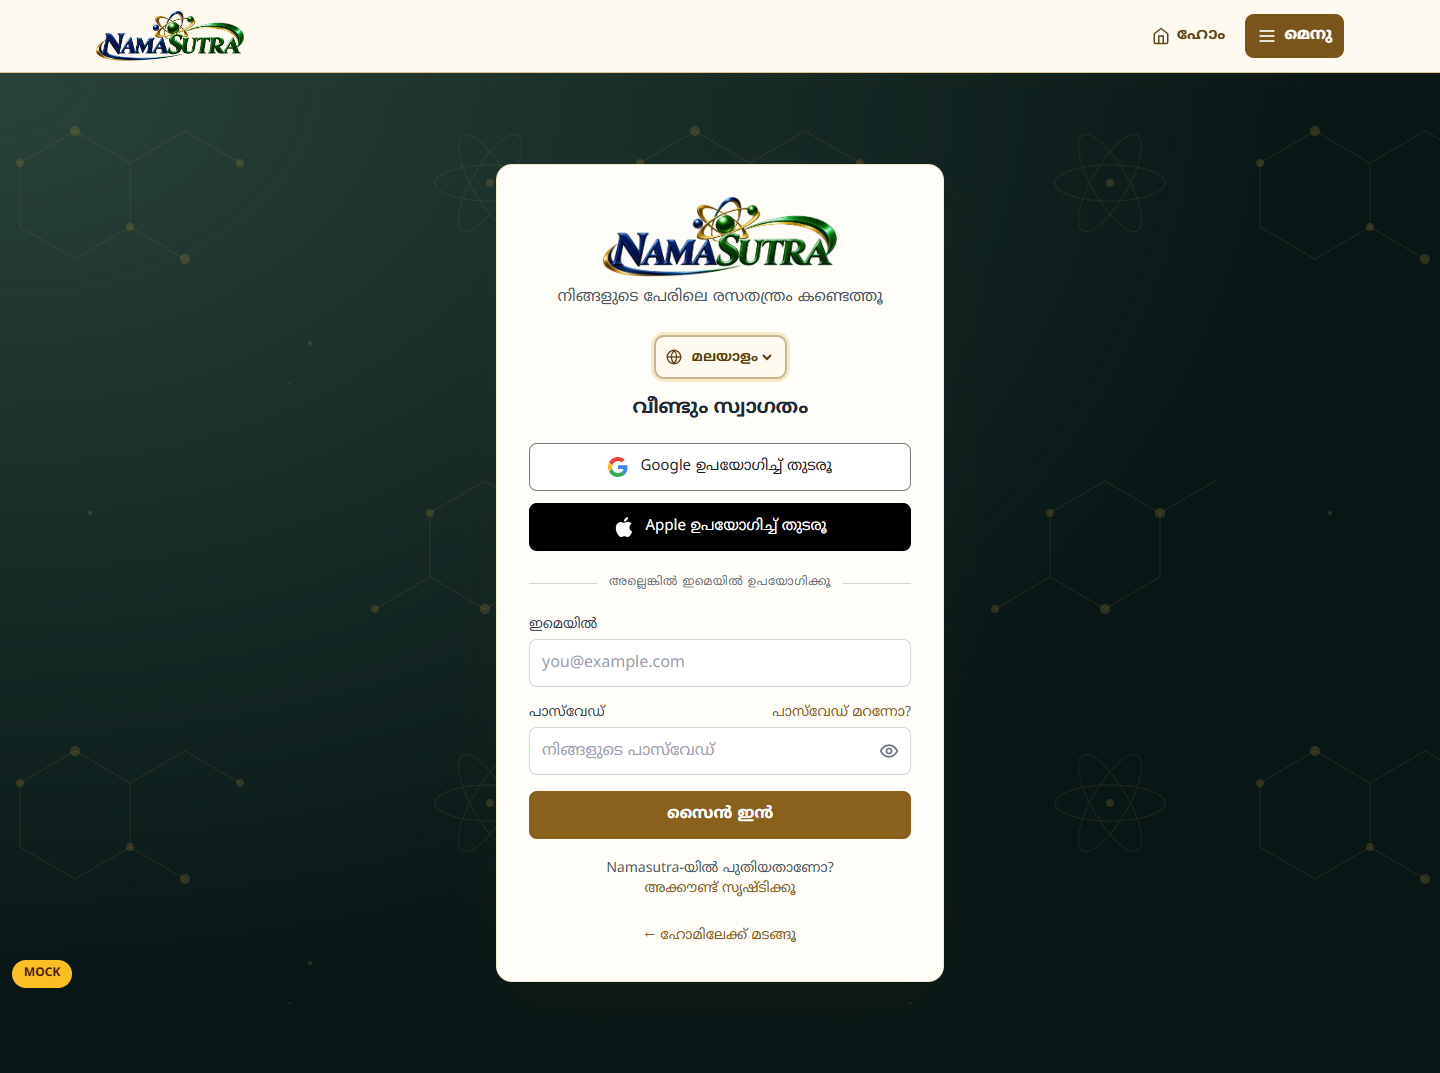 NAMASUTRA
ഹോം
മെനു
NAMASUTRA
നിങ്ങളുടെ പേരിലെ രസതന്ത്രം കണ്ടെത്തൂ
മലയാളം
വീണ്ടും സ്വാഗതം
Google ഉപയോഗിച്ച് തുടരൂ
Apple ഉപയോഗിച്ച് തുടരൂ
അല്ലെങ്കിൽ ഇമെയിൽ ഉപയോഗിക്കൂ
ഇമെയിൽ
you@example.com
പാസ്‌വേഡ് പാസ്‌വേഡ് മറന്നോ?
നിങ്ങളുടെ പാസ്‌വേഡ്
സൈൻ ഇൻ
Namasutra-യിൽ പുതിയതാണോ?
അക്കൗണ്ട് സൃഷ്ടിക്കൂ
← ഹോമിലേക്ക് മടങ്ങൂ
MOCK